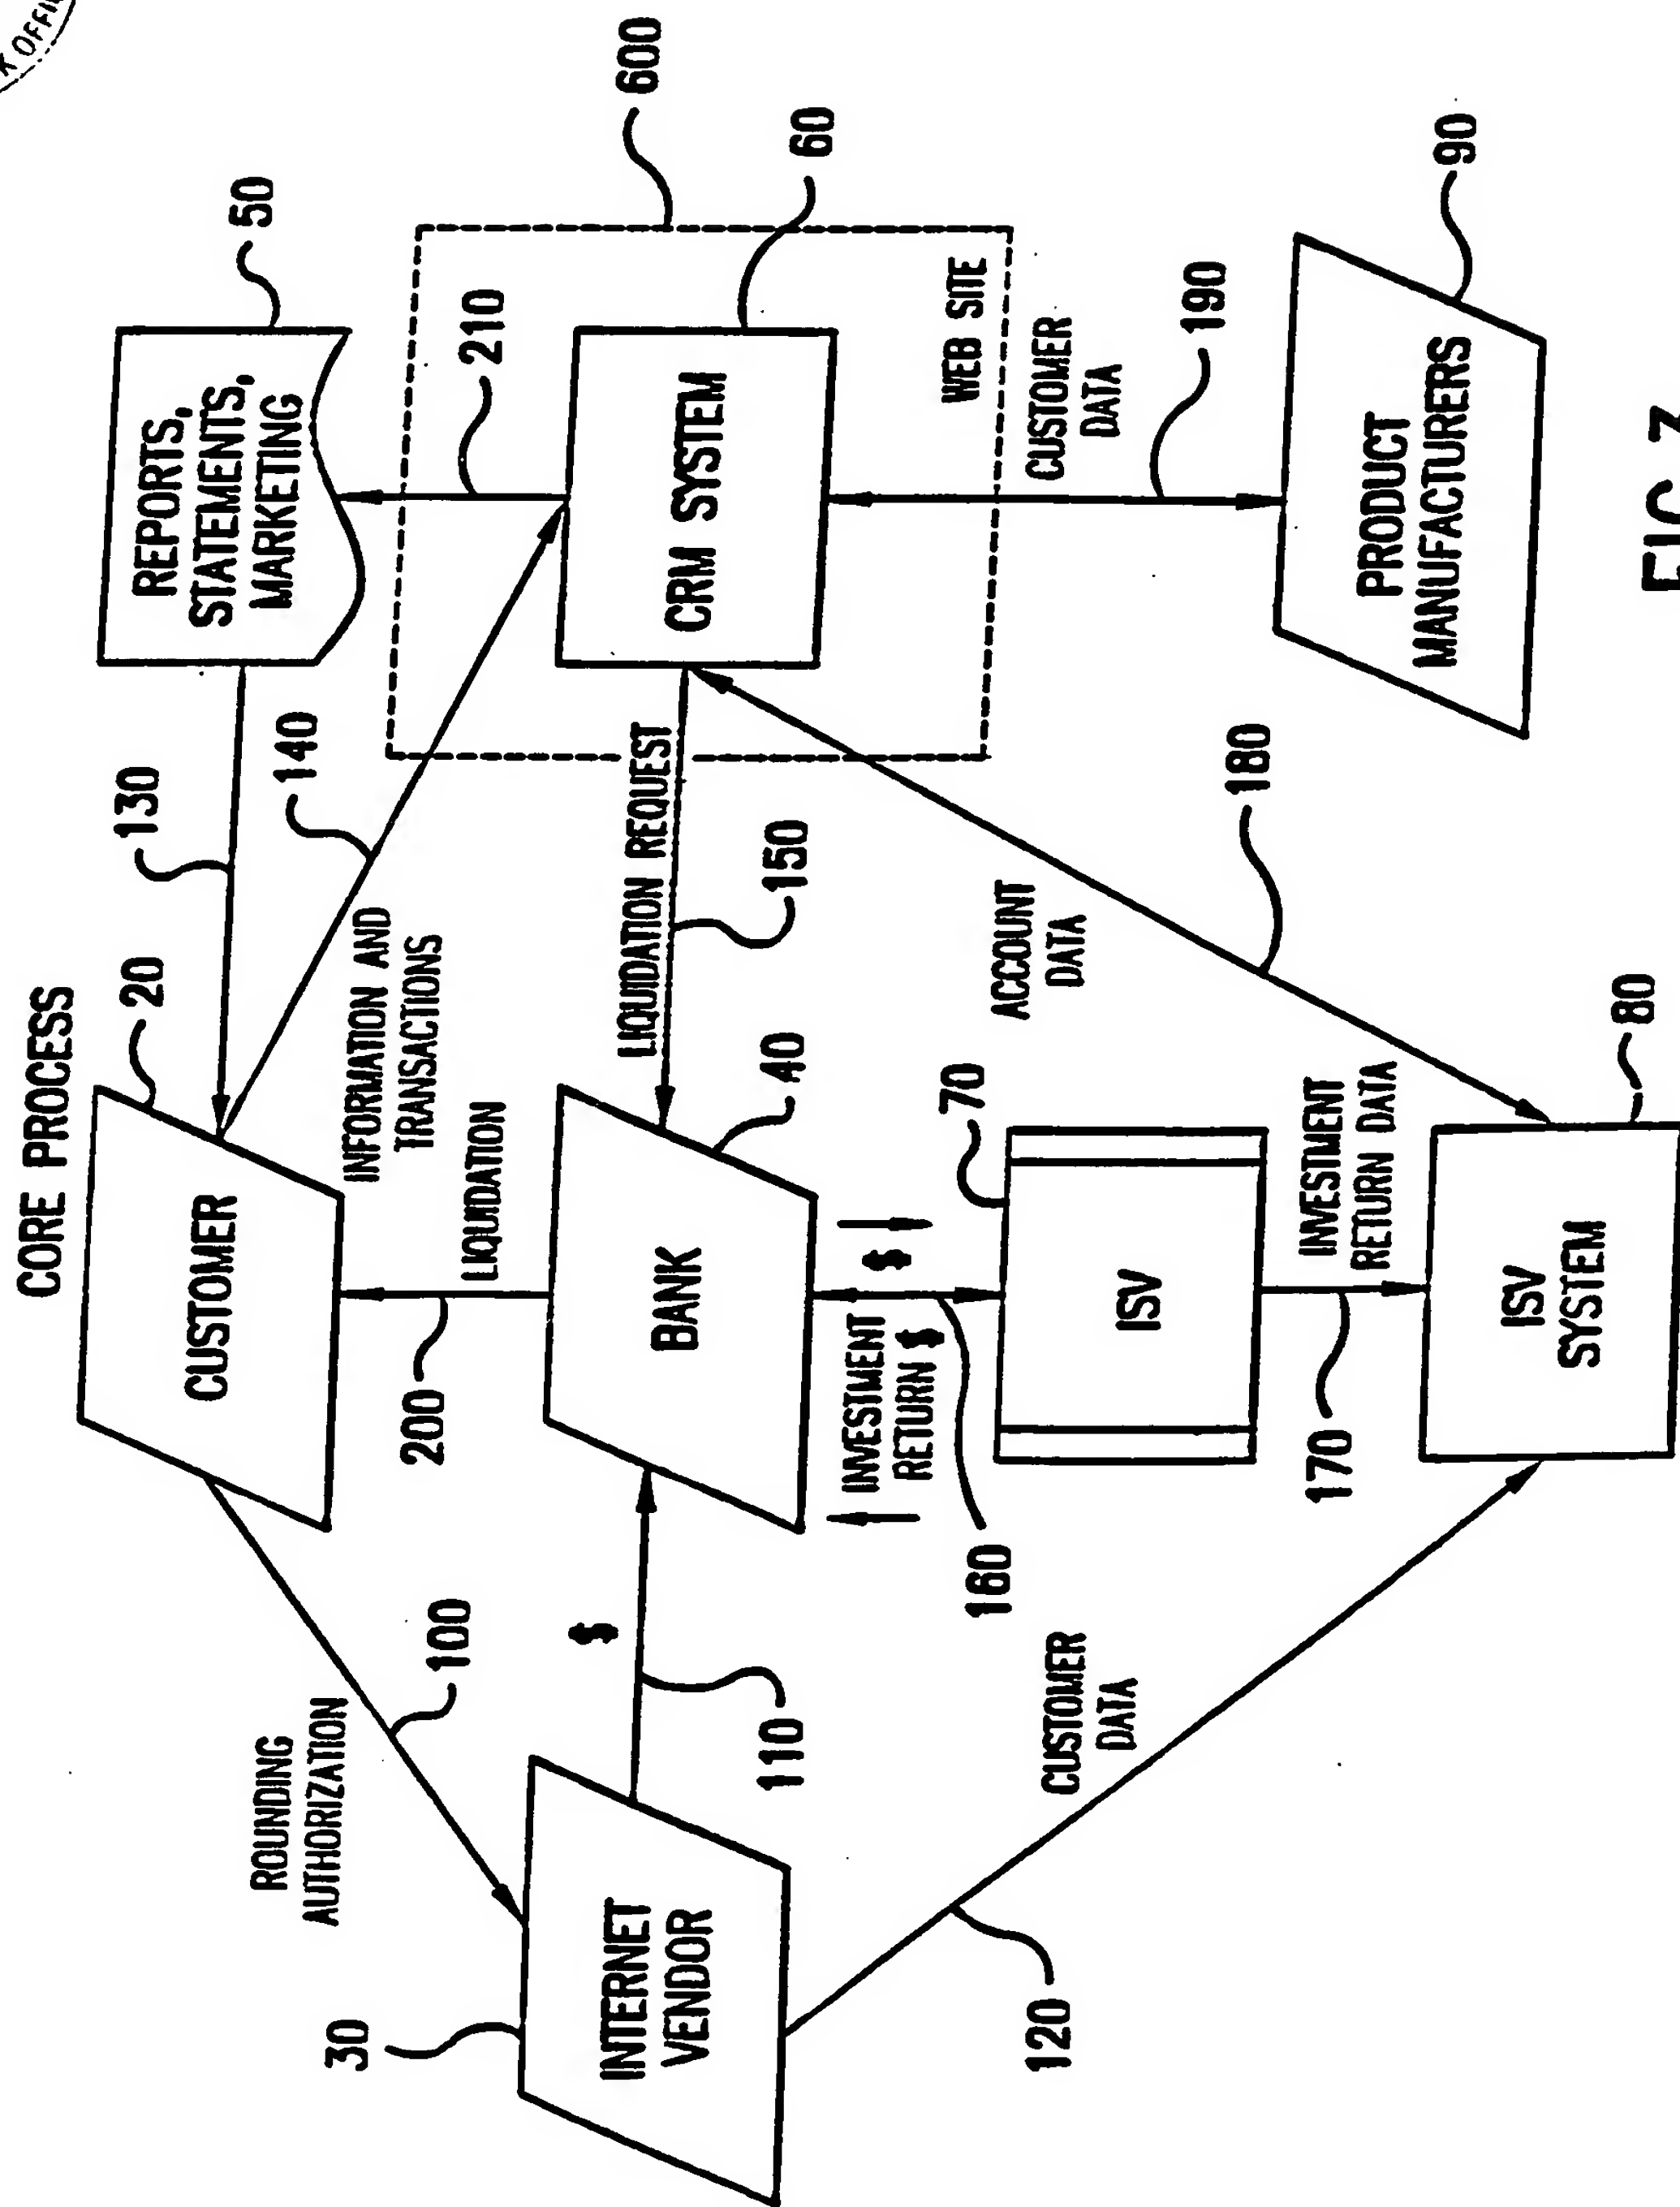 CORE PROCESS
20
CUSTOMER
130
REPORTS,
STATEMENTS,
MARKETING
50
140
INFORMATION AND
TRANSACTIONS
ROUNDING
AUTHORIZATION
100
200
LIQUIDATION
210
600
30
INTERNET
VENDOR
$
110
BANK
40
LIQUIDATION REQUEST
150
CRM SYSTEM
60
WEB SITE
INVESTMENT
RETURN $
$
160
70
ISV
ACCOUNT
DATA
CUSTOMER
DATA
190
CUSTOMER
DATA
120
170
INVESTMENT
RETURN DATA
180
ISV
SYSTEM
80
PRODUCT
MANUFACTURERS
90